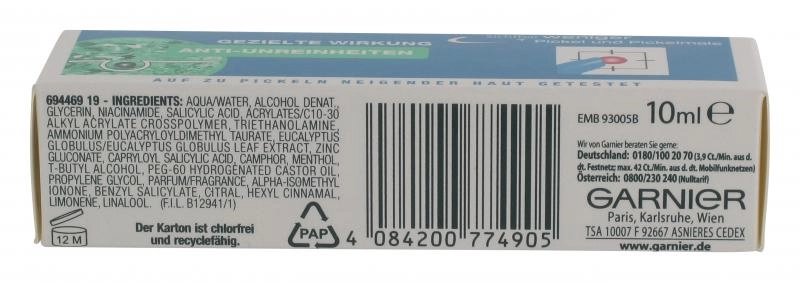 GEZIELTE WIRKUNG
ANTI-UNREINHEITEN
Sichtbar weniger
Pickel und Pickelmale
AUF ZU PICKELN NEIGENDER HAUT GETESTET
694469 19 - INGREDIENTS: AQUA/WATER, ALCOHOL DENAT.,
GLYCERIN, NIACINAMIDE, SALICYLIC ACID, ACRYLATES/C10-30
ALKYL ACRYLATE CROSSPOLYMER, TRIETHANOLAMINE,
AMMONIUM POLYACRYLOYLDIMETHYL TAURATE, EUCALYPTUS
GLOBULUS/EUCALYPTUS GLOBULUS LEAF EXTRACT, ZINC
GLUCONATE, CAPRYLOYL SALICYLIC ACID, CAMPHOR, MENTHOL,
T-BUTYL ALCOHOL, PEG-60 HYDROGENATED CASTOR OIL,
PROPYLENE GLYCOL, PARFUM/FRAGRANCE, ALPHA-ISOMETHYL
IONONE, BENZYL SALICYLATE, CITRAL, HEXYL CINNAMAL,
LIMONENE, LINALOOL. (F.I.L. B12941/1)
12 M
Der Karton ist chlorfrei
und recyclefähig.
PAP
4 084200 774905
EMB 93005B 10ml e
Wir von Garnier beraten Sie gerne:
Deutschland: 0180/100 20 70 (3,9 Ct./Min. aus d.
dt. Festnetz; max. 42 Ct./Min. aus d. dt. Mobilfunknetzen)
Österreich: 0800/230 240 (Nulltarif)
GARNIER
Paris, Karlsruhe, Wien
TSA 10007 F 92667 ASNIERES CEDEX
www.garnier.de